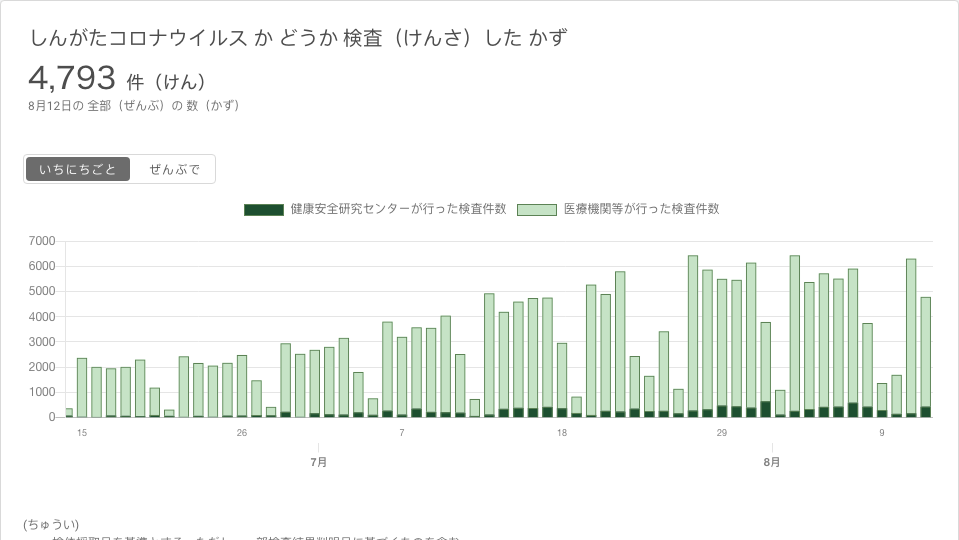 しんがたコロナウイルス か どうか 検査（けんさ）した かず
4,793 件（けん）
8月12日の 全部（ぜんぶ）の 数（かず）
いちにちごと ぜんぶで
健康安全研究センターが行った検査件数 医療機関等が行った検査件数
7000
6000
5000
4000
3000
2000
1000
0
15 26 7 18 29 9
7月 8月
(ちゅうい)